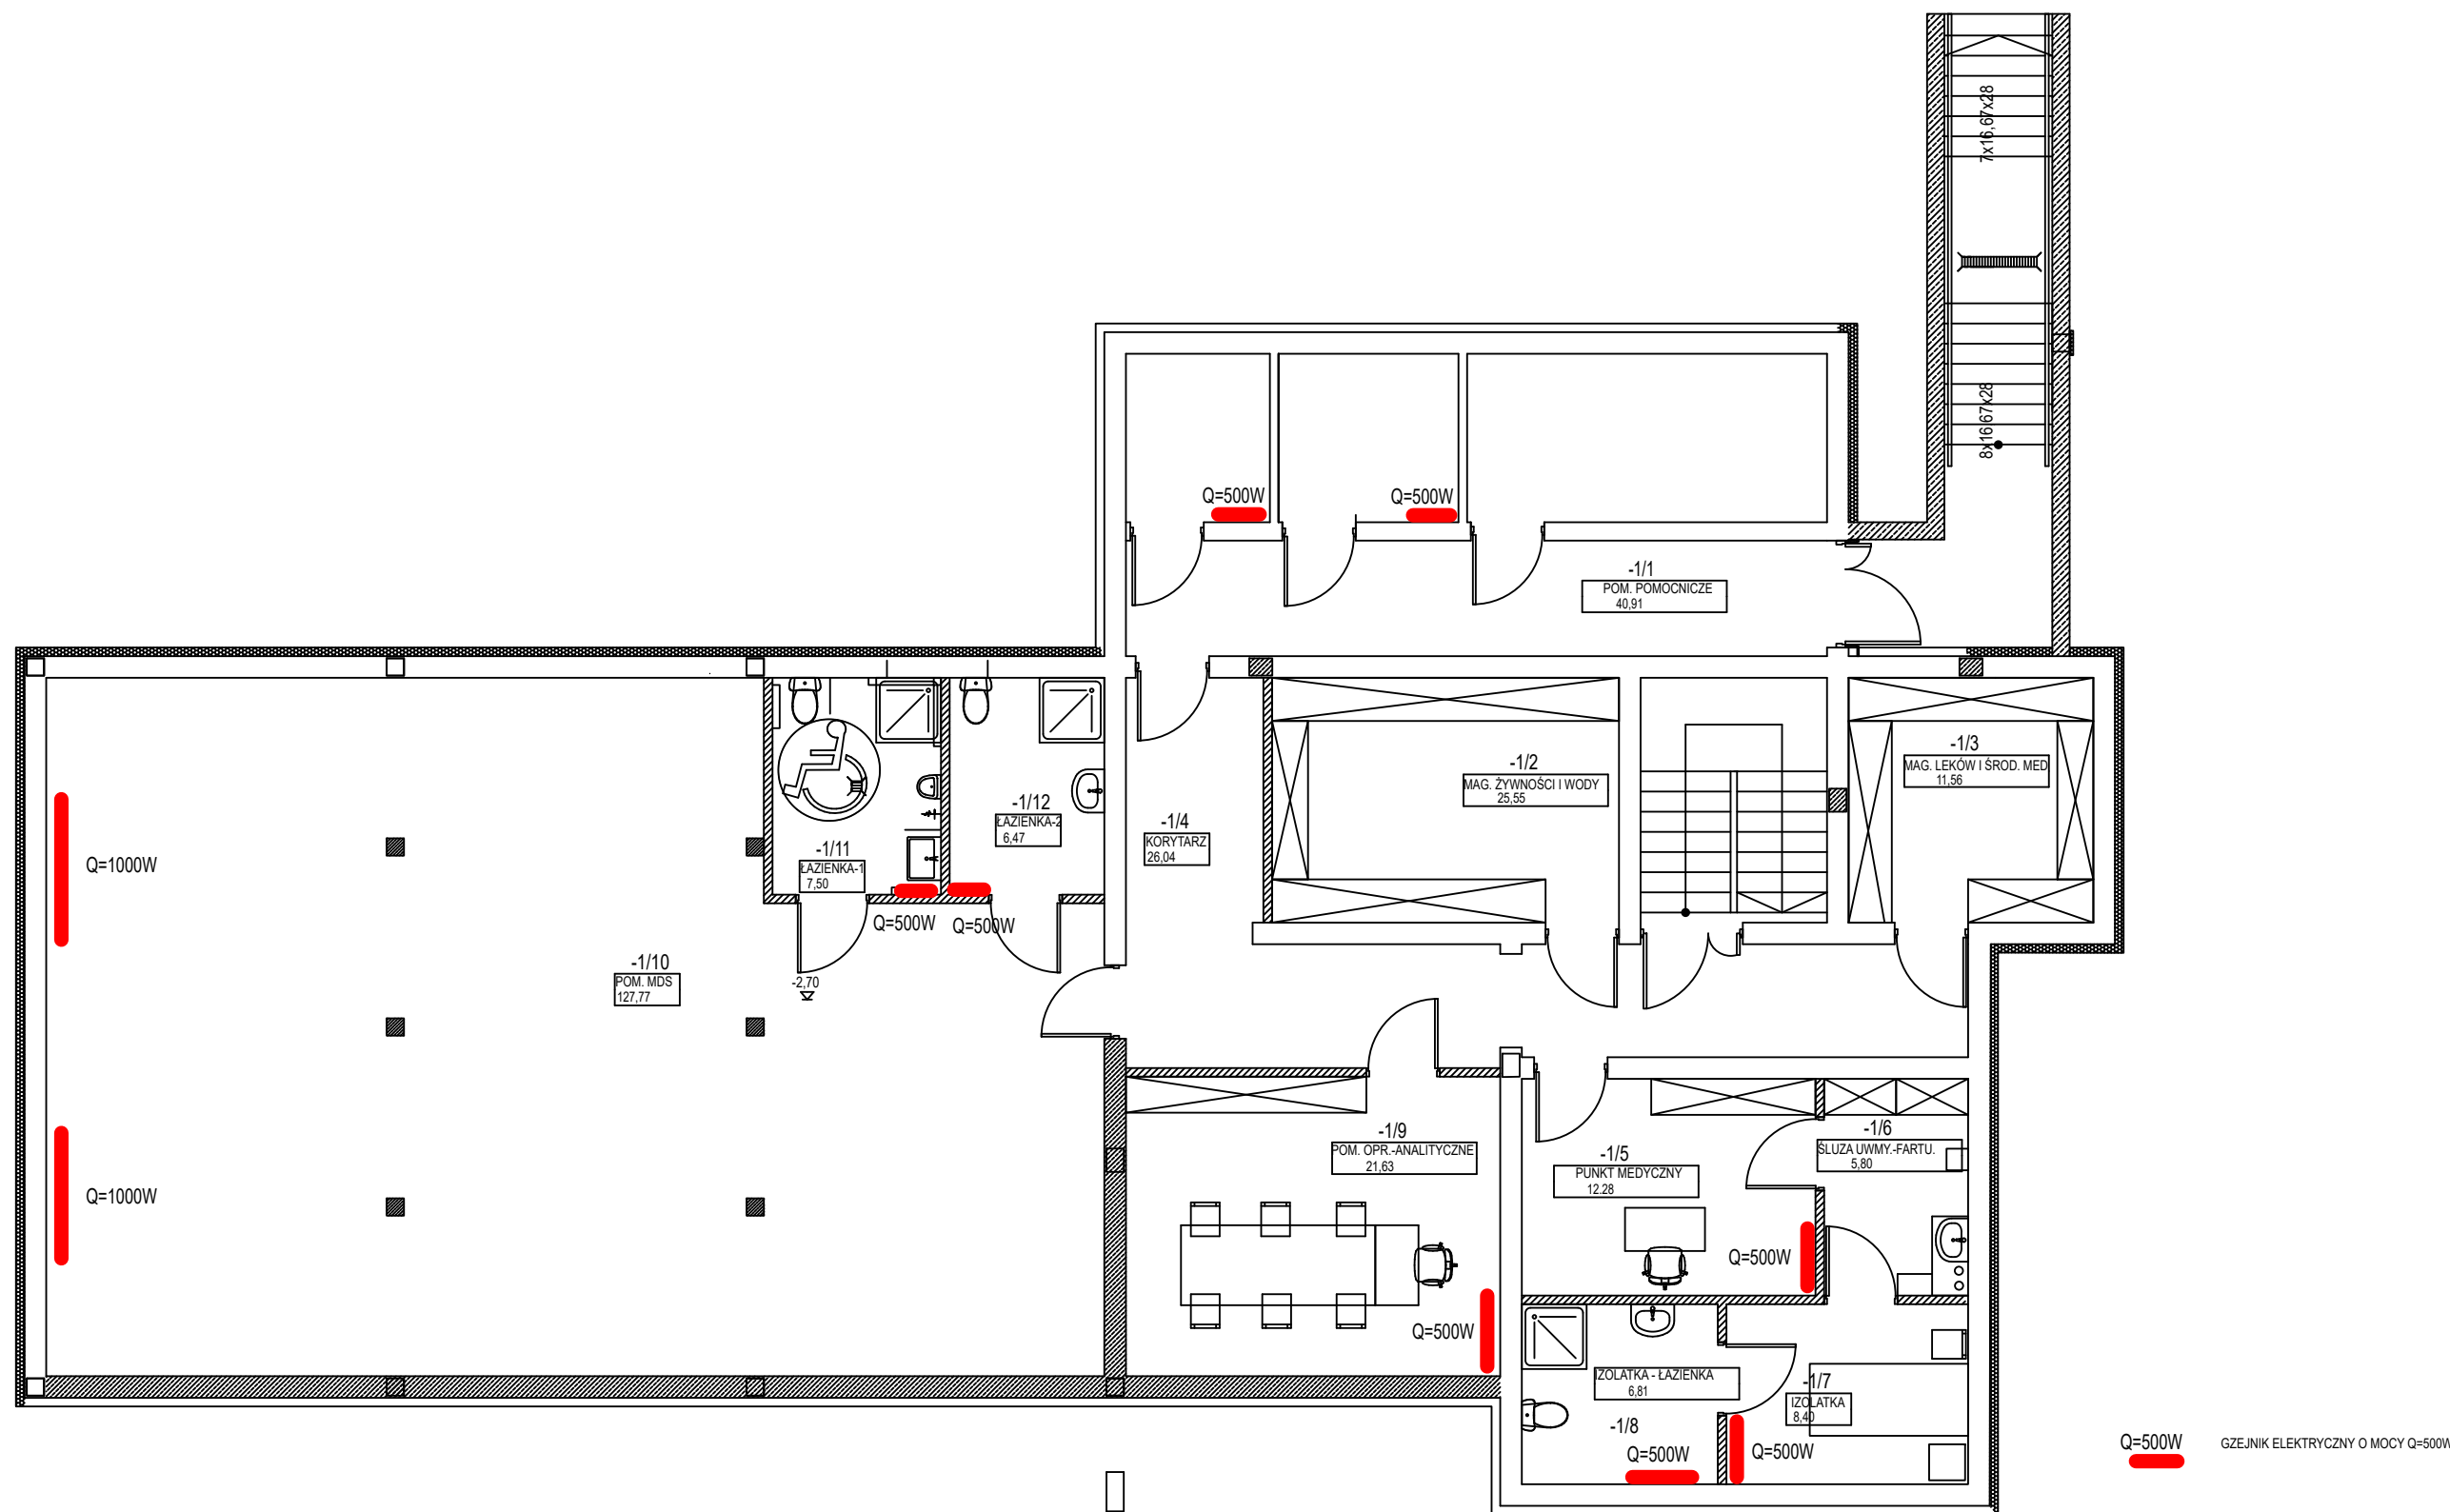 7x16,67x28
8x16 67x28
Q=500W
Q=500W
-1/1
POM. POMOCNICZE
40,91
-1/3
MAG. LEKÓW I ŚROD. MED
11,56
-1/2
MAG. ŻYWNOŚCI I WODY
25,55
-1/12
ŁAZIENKA-2
6,47
-1/4
KORYTARZ
26,04
-1/11
ŁAZIENKA-1
7,50
Q=1000W
Q=500W
Q=500W
-1/10
POM. MDS
127,77
-2,70
-1/9
POM. OPR.-ANALITYCZNE
21,63
-1/5
PUNKT MEDYCZNY
12.28
-1/6
ŚLUZA UWMY.-FARTU.
5,80
Q=1000W
Q=500W
Q=500W
IZOLATKA - ŁAZIENKA
6,81
-1/8
-1/7
IZOLATKA
8,40
Q=500W
Q=500W
Q=500W
GZEJNIK ELEKTRYCZNY O MOCY Q=500W